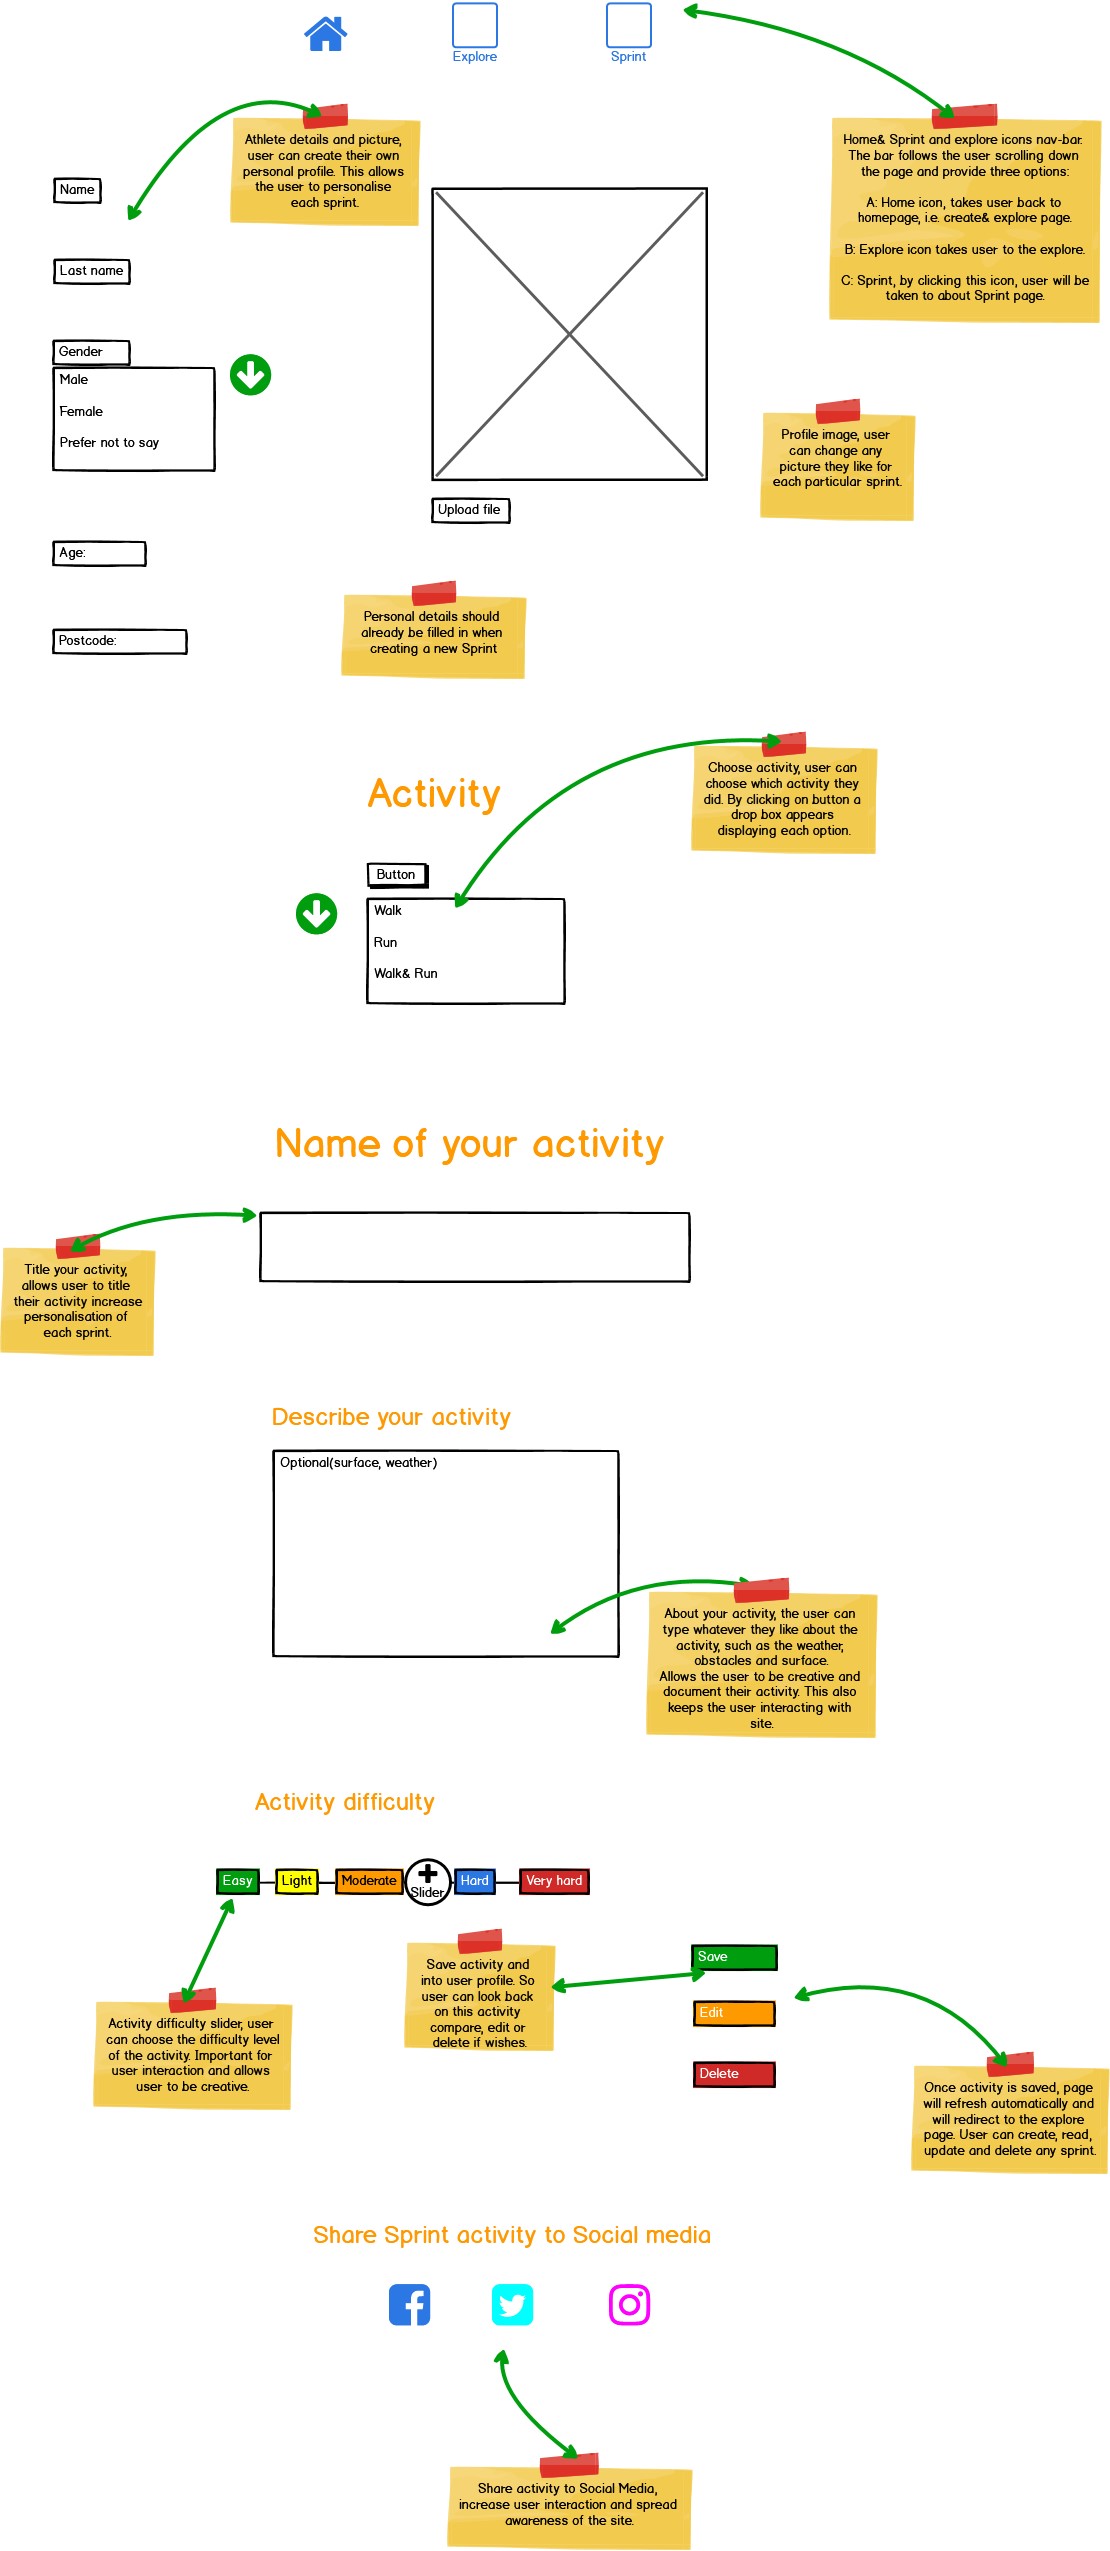 Explore
Sprint
Athlete details and picture,
user can create their own
personal profile. This allows
the user to personalise
each sprint.
Home& Sprint and explore icons nav-bar.
The bar follows the user scrolling down
the page and provide three options:
A: Home icon, takes user back to
homepage, i.e. create& explore page.
B: Explore icon takes user to the explore.
C: Sprint, by clicking this icon, user will be
taken to about Sprint page.
Name
Last name
Gender
Male
Female
Prefer not to say
Profile image, user
can change any
picture they like for
each particular sprint.
Upload file
Age:
Postcode:
Personal details should
already be filled in when
creating a new Sprint
Activity
Choose activity, user can
choose which activity they
did. By clicking on button a
drop box appears
displaying each option.
Button
Walk
Run
Walk& Run
Name of your activity
Title your activity,
allows user to title
their activity increase
personalisation of
each sprint.
Describe your activity
Optional(surface, weather)
About your activity, the user can
type whatever they like about the
activity, such as the weather,
obstacles and surface.
Allows the user to be creative and
document their activity. This also
keeps the user interacting with
site.
Activity difficulty
Easy
Light
Moderate
Slider
Hard
Very hard
Save activity and
into user profile. So
user can look back
on this activity
compare, edit or
delete if wishes.
Save
Edit
Delete
Activity difficulty slider, user
can choose the difficulty level
of the activity. Important for
user interaction and allows
user to be creative.
Once activity is saved, page
will refresh automatically and
will redirect to the explore
page. User can create, read,
update and delete any sprint.
Share Sprint activity to Social media
Share activity to Social Media,
increase user interaction and spread
awareness of the site.